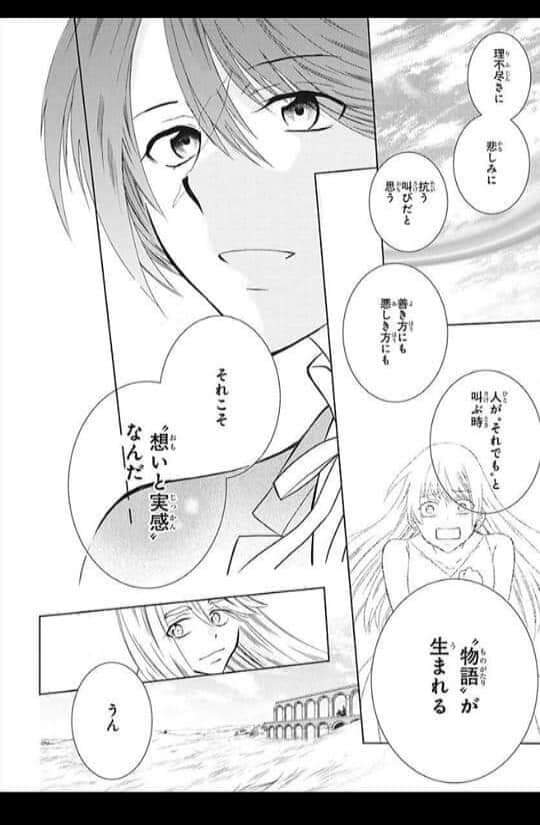 理不尽さに
悲しみに
抗う
叫びだと
思う
善き方にも
悪しき方にも
人が〝それでも〟と
叫ぶ時
〝物語〟が
生まれる
それこそ
〝想いと実感〟
なんだ──
うん